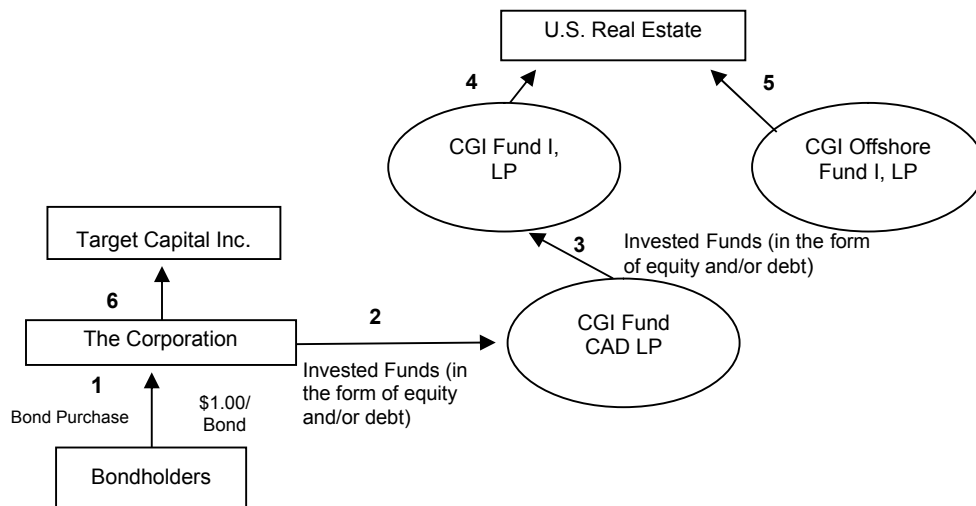 U.S. Real Estate
4
5
CGI Fund I,
LP
CGI Offshore
Fund I, LP
Target Capital Inc.
3
Invested Funds (in the form
of equity and/or debt)
6
2
The Corporation
CGI Fund
CAD LP
1
Bond Purchase
$1.00/
Bond
Invested Funds (in
the form of equity
and/or debt)
Bondholders